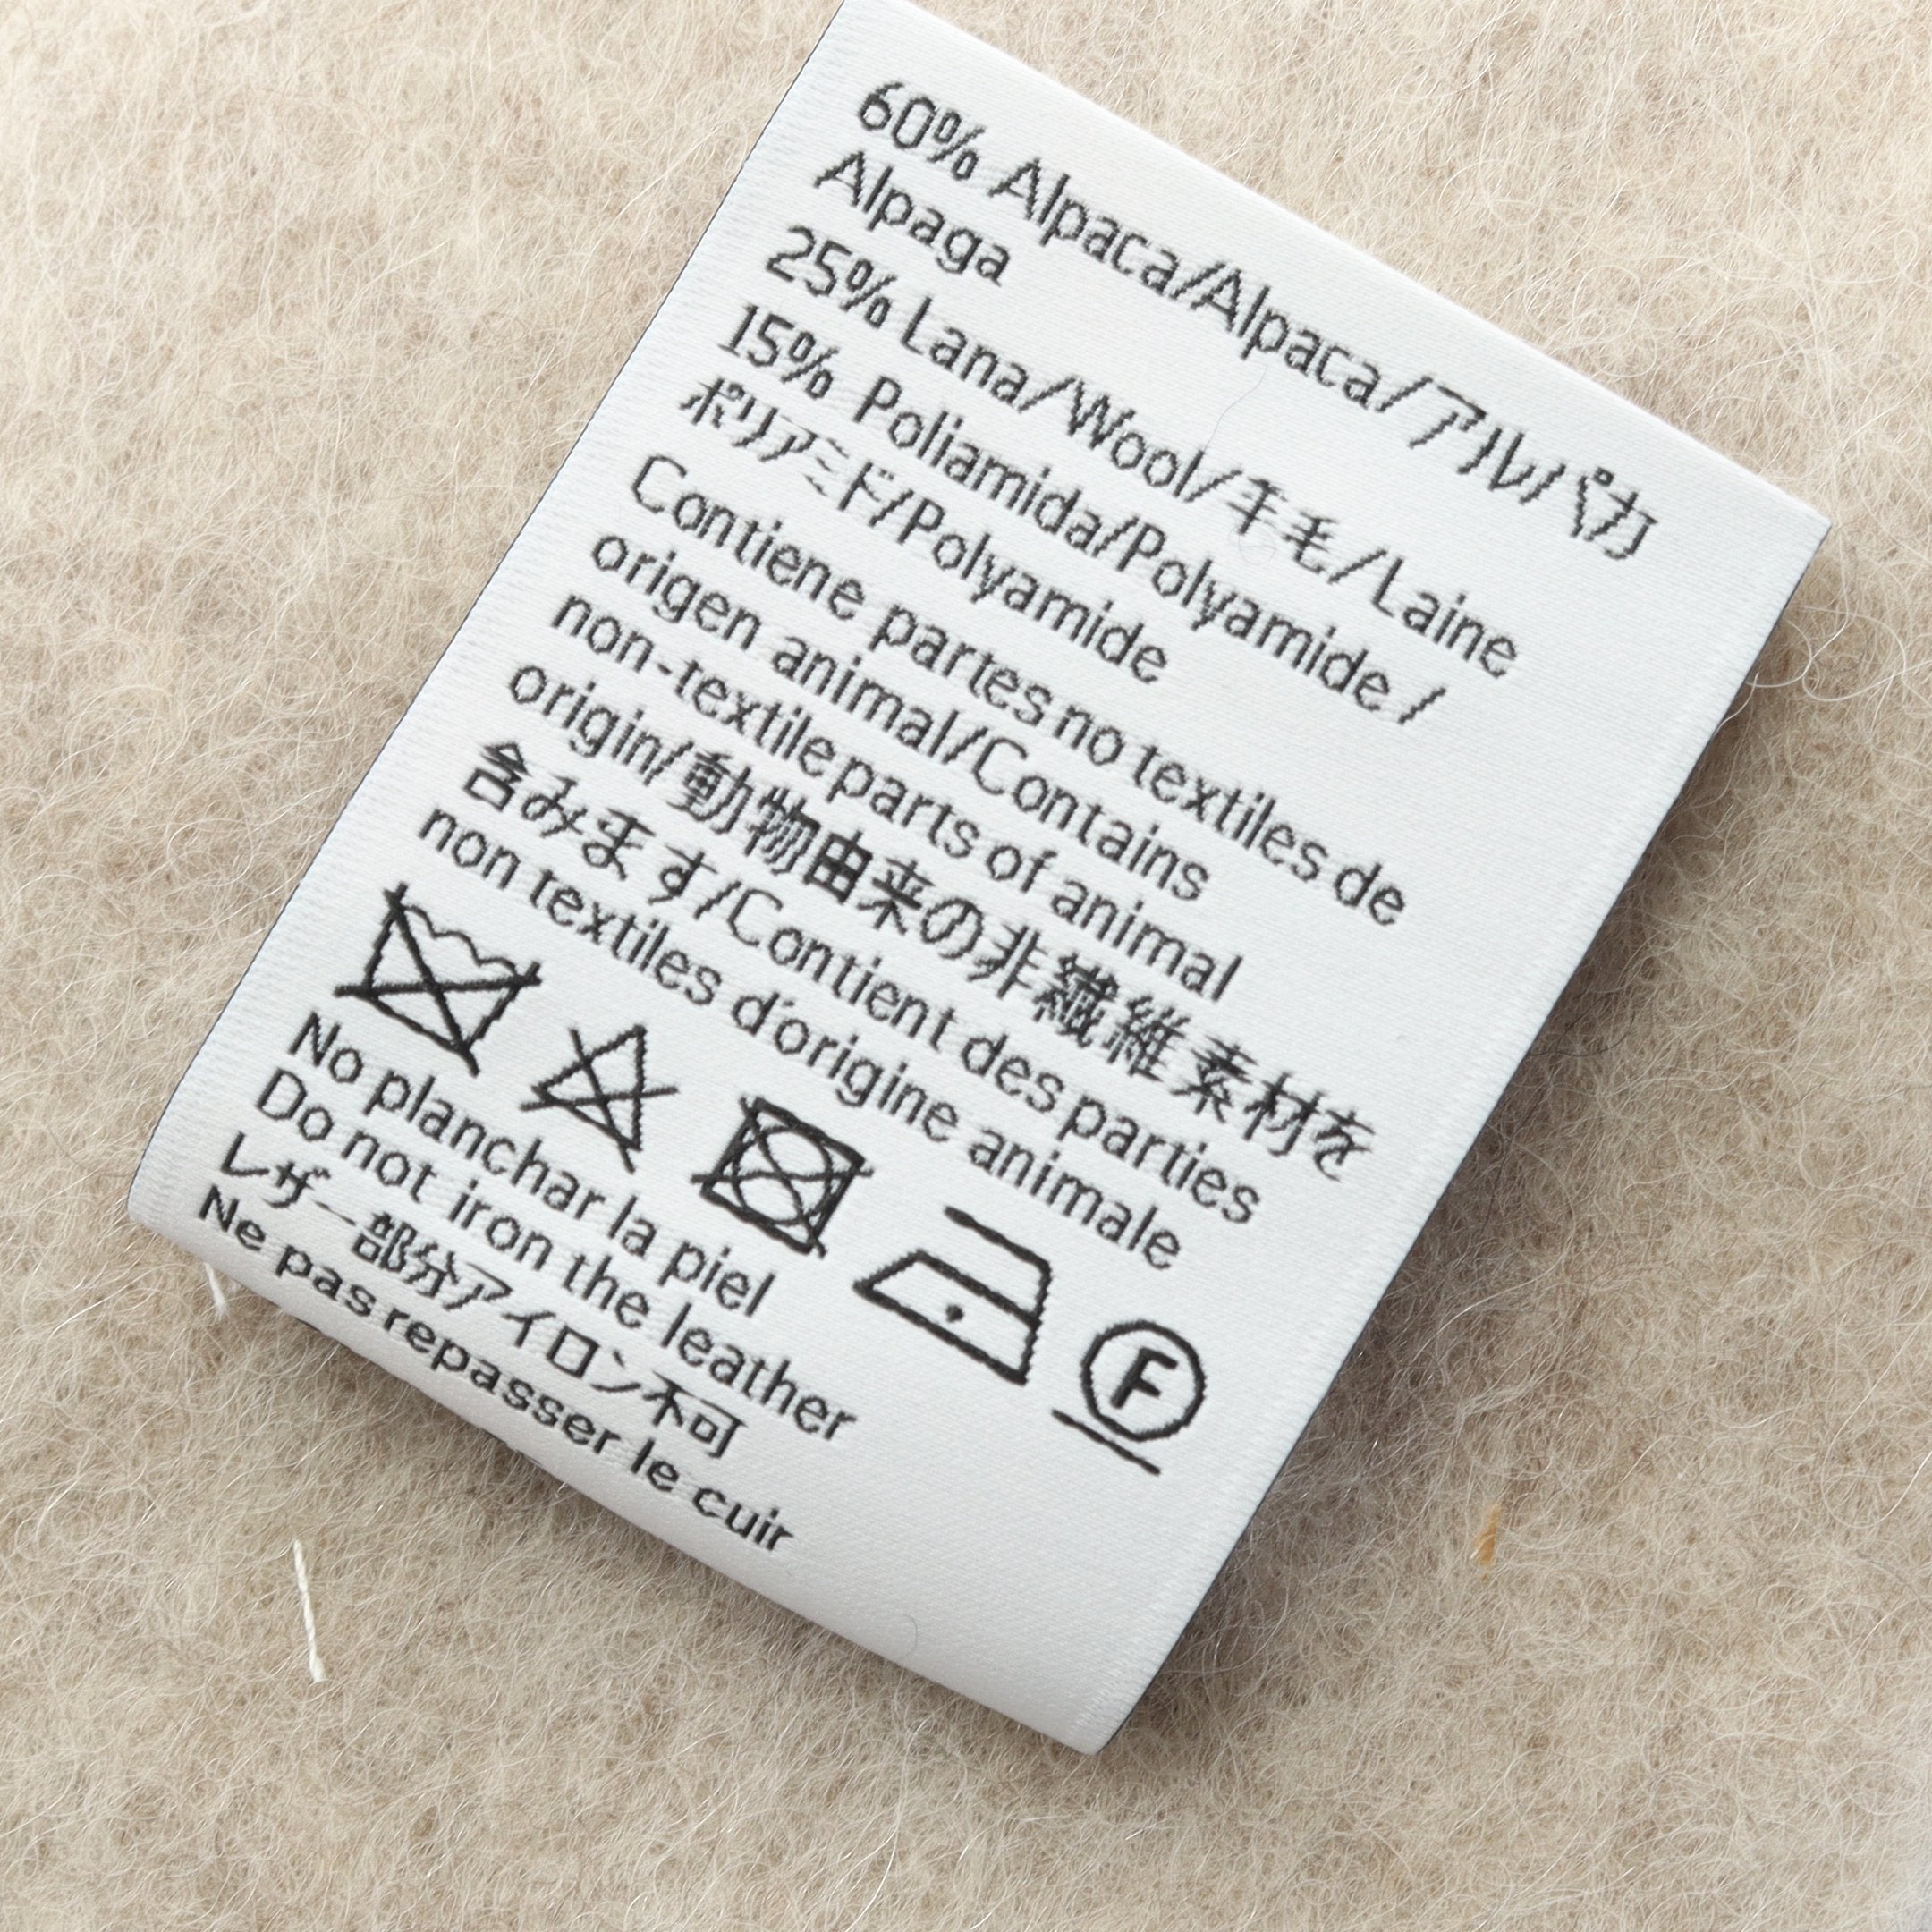 60% Alpaca/Alpaca/アルパカ
Alpaga
25% Lana/Wool/羊毛/Laine
15% Poliamida/Polyamide/
ポリアミド/Polyamide
Contiene partes no textiles de
origen animal/Contains
non-textile parts of animal
origin/動物由来の非繊維素材を
含みます/Contient des parties
non textiles d'origine animale
F
No planchar la piel
Do not iron the leather
レザー部分アイロン不可
Ne pas repasser le cuir